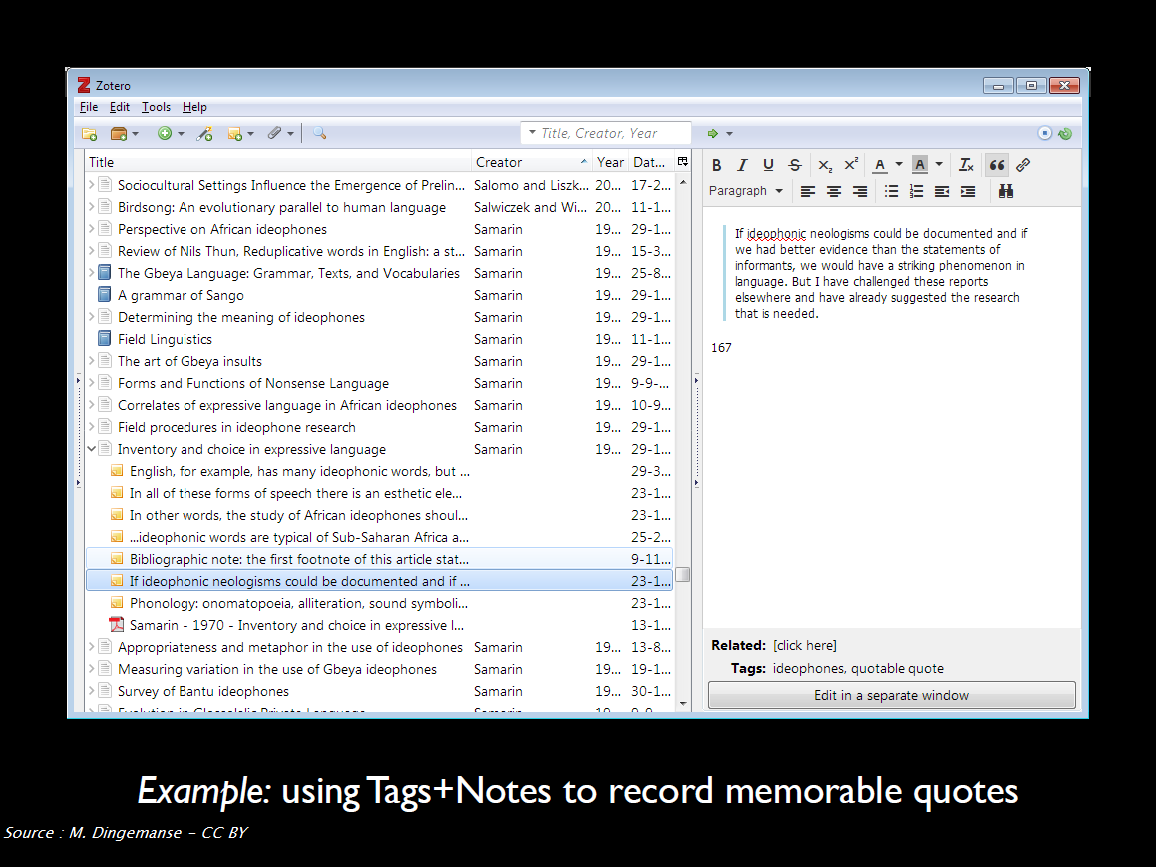 Zotero
File Edit Tools Help
Title, Creator, Year
Title Creator Year Dat...
Sociocultural Settings Influence the Emergence of Prelin... Salomo and Liszk... 20... 17-2...
Birdsong: An evolutionary parallel to human language Salwiczek and Wi... 20... 11-1...
Perspective on African ideophones Samarin 19... 29-1...
Review of Nils Thun, Reduplicative words in English: a st... Samarin 19... 15-3...
The Gbeya Language: Grammar, Texts, and Vocabularies Samarin 19... 25-8...
A grammar of Sango Samarin 19... 29-1...
Determining the meaning of ideophones Samarin 19... 29-1...
Field Linguistics Samarin 19... 11-1...
The art of Gbeya insults Samarin 19... 29-1...
Forms and Functions of Nonsense Language Samarin 19... 9-9-...
Correlates of expressive language in African ideophones Samarin 19... 10-9...
Field procedures in ideophone research Samarin 19... 29-1...
Inventory and choice in expressive language Samarin 19... 29-1...
English, for example, has many ideophonic words, but ... 29-3...
In all of these forms of speech there is an esthetic ele... 23-1...
In other words, the study of African ideophones shoul... 23-1...
...ideophonic words are typical of Sub-Saharan Africa a... 25-2...
Bibliographic note: the first footnote of this article stat... 9-11...
If ideophonic neologisms could be documented and if ... 23-1...
Phonology: onomatopoeia, alliteration, sound symboli... 23-1...
Samarin - 1970 - Inventory and choice in expressive l... 13-1...
Appropriateness and metaphor in the use of ideophones Samarin 19... 13-8...
Measuring variation in the use of Gbeya ideophones Samarin 19... 19-1...
Survey of Bantu ideophones Samarin 19... 30-1...
Evolution in Glossolalic Private Language Samarin 19... 9-9-...
B I U S X₂ X² A A Tx
Paragraph
If ideophonic neologisms could be documented and if
we had better evidence than the statements of
informants, we would have a striking phenomenon in
language. But I have challenged these reports
elsewhere and have already suggested the research
that is needed.
167
Related: [click here]
Tags: ideophones, quotable quote
Edit in a separate window
Example: using Tags+Notes to record memorable quotes
Source : M. Dingemanse - CC BY